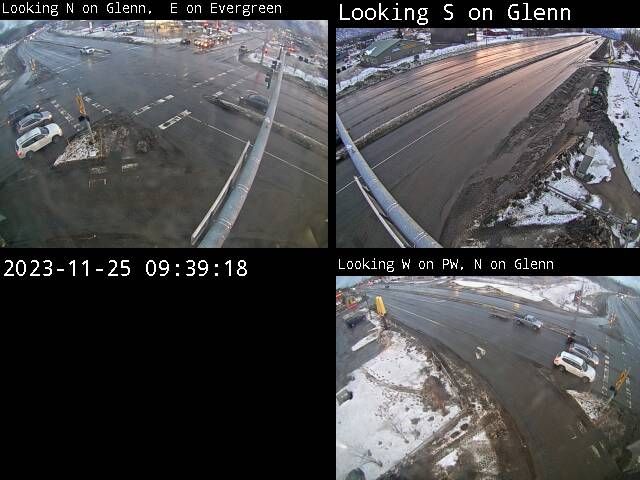 Looking N on Glenn,  E on Evergreen
Looking S on Glenn
2023-11-25 09:39:18
Looking W on PW, N on Glenn